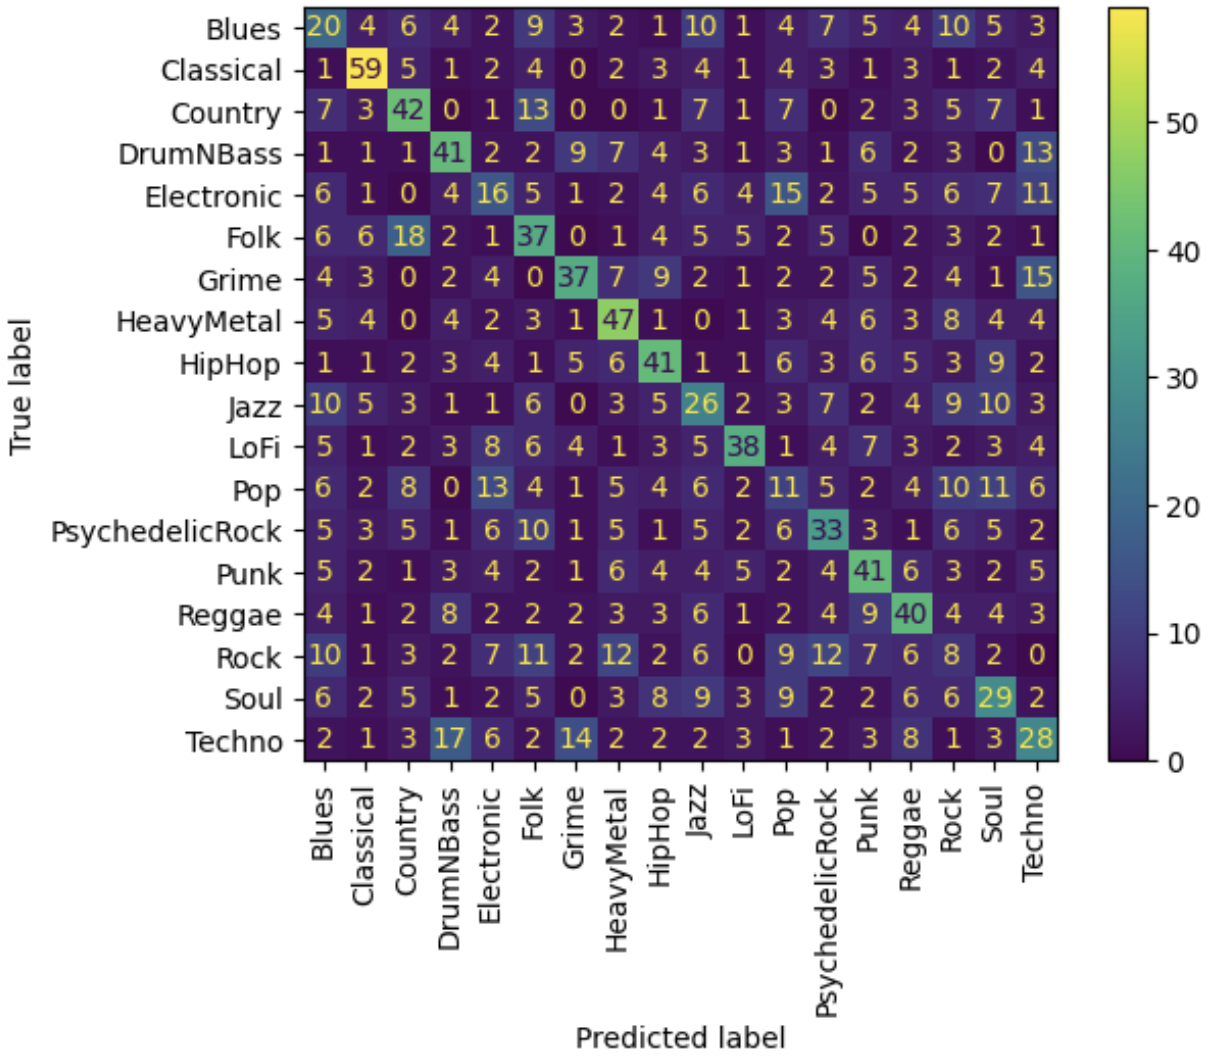 Blues 20 4 6 4 2 9 3 2 1 10 1 4 7 5 4 10 5 3
Classical 1 59 5 1 2 4 0 2 3 4 1 4 3 1 3 1 2 4
Country 7 3 42 0 1 13 0 0 1 7 1 7 0 2 3 5 7 1
DrumNBass 1 1 1 41 2 2 9 7 4 3 1 3 1 6 2 3 0 13
Electronic 6 1 0 4 16 5 1 2 4 6 4 15 2 5 5 6 7 11
Folk 6 6 18 2 1 37 0 1 4 5 5 2 5 0 2 3 2 1
Grime 4 3 0 2 4 0 37 7 9 2 1 2 2 5 2 4 1 15
HeavyMetal 5 4 0 4 2 3 1 47 1 0 1 3 4 6 3 8 4 4
HipHop 1 1 2 3 4 1 5 6 41 1 1 6 3 6 5 3 9 2
Jazz 10 5 3 1 1 6 0 3 5 26 2 3 7 2 4 9 10 3
LoFi 5 1 2 3 8 6 4 1 3 5 38 1 4 7 3 2 3 4
Pop 6 2 8 0 13 4 1 5 4 6 2 11 5 2 4 10 11 6
PsychedelicRock 5 3 5 1 6 10 1 5 1 5 2 6 33 3 1 6 5 2
Punk 5 2 1 3 4 2 1 6 4 4 5 2 4 41 6 3 2 5
Reggae 4 1 2 8 2 2 2 3 3 6 1 2 4 9 40 4 4 3
Rock 10 1 3 2 7 11 2 12 2 6 0 9 12 7 6 8 2 0
Soul 6 2 5 1 2 5 0 3 8 9 3 9 2 2 6 6 29 2
Techno 2 1 3 17 6 2 14 2 2 2 3 1 2 3 8 1 3 28
True label
Blues
Classical
Country
DrumNBass
Electronic
Folk
Grime
HeavyMetal
HipHop
Jazz
LoFi
Pop
PsychedelicRock
Punk
Reggae
Rock
Soul
Techno
Predicted label
50
40
30
20
10
0